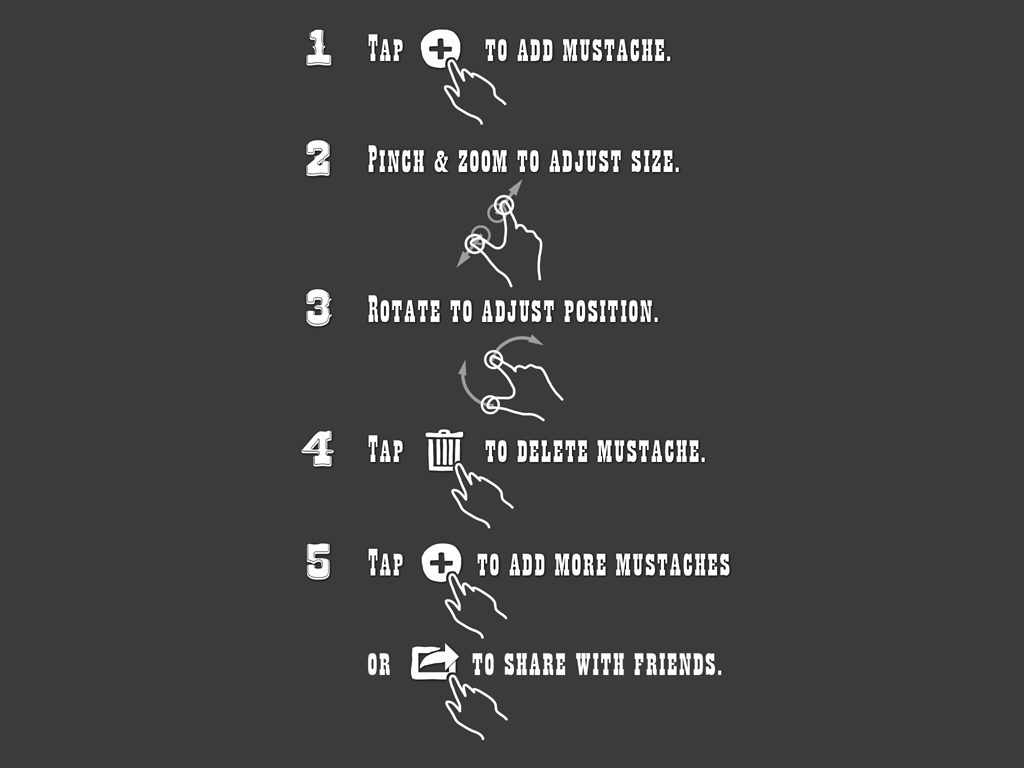 1 Tap to add mustache.
2 Pinch & zoom to adjust size.
3 Rotate to adjust position.
4 Tap to delete mustache.
5 Tap to add more mustaches
or to share with friends.